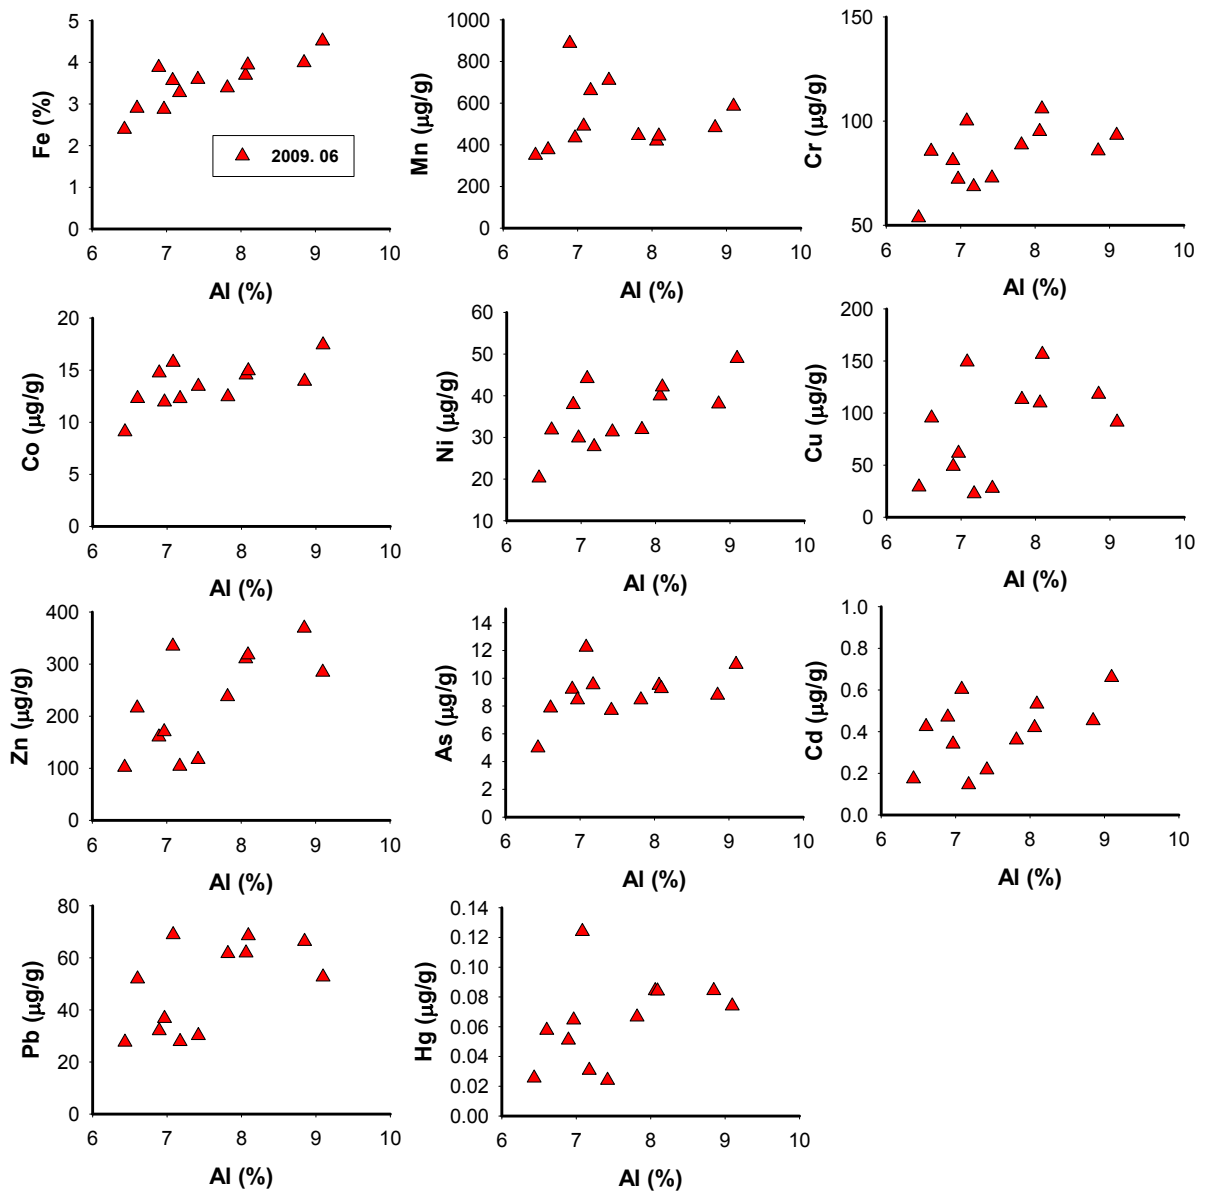 5
4
3
2
1
0
Fe (%)
2009. 06
6 7 8 9 10
Al (%)
1000
800
600
400
200
0
Mn (μg/g)
6 7 8 9 10
Al (%)
150
100
50
Cr (μg/g)
6 7 8 9 10
Al (%)
20
15
10
5
0
Co (μg/g)
6 7 8 9 10
Al (%)
60
50
40
30
20
10
Ni (μg/g)
6 7 8 9 10
Al (%)
200
150
100
50
0
Cu (μg/g)
6 7 8 9 10
Al (%)
400
300
200
100
0
Zn (μg/g)
6 7 8 9 10
Al (%)
14
12
10
8
6
4
2
0
As (μg/g)
6 7 8 9 10
Al (%)
1.0
0.8
0.6
0.4
0.2
0.0
Cd (μg/g)
6 7 8 9 10
Al (%)
80
60
40
20
0
Pb (μg/g)
6 7 8 9 10
Al (%)
0.14
0.12
0.10
0.08
0.06
0.04
0.02
0.00
Hg (μg/g)
6 7 8 9 10
Al (%)